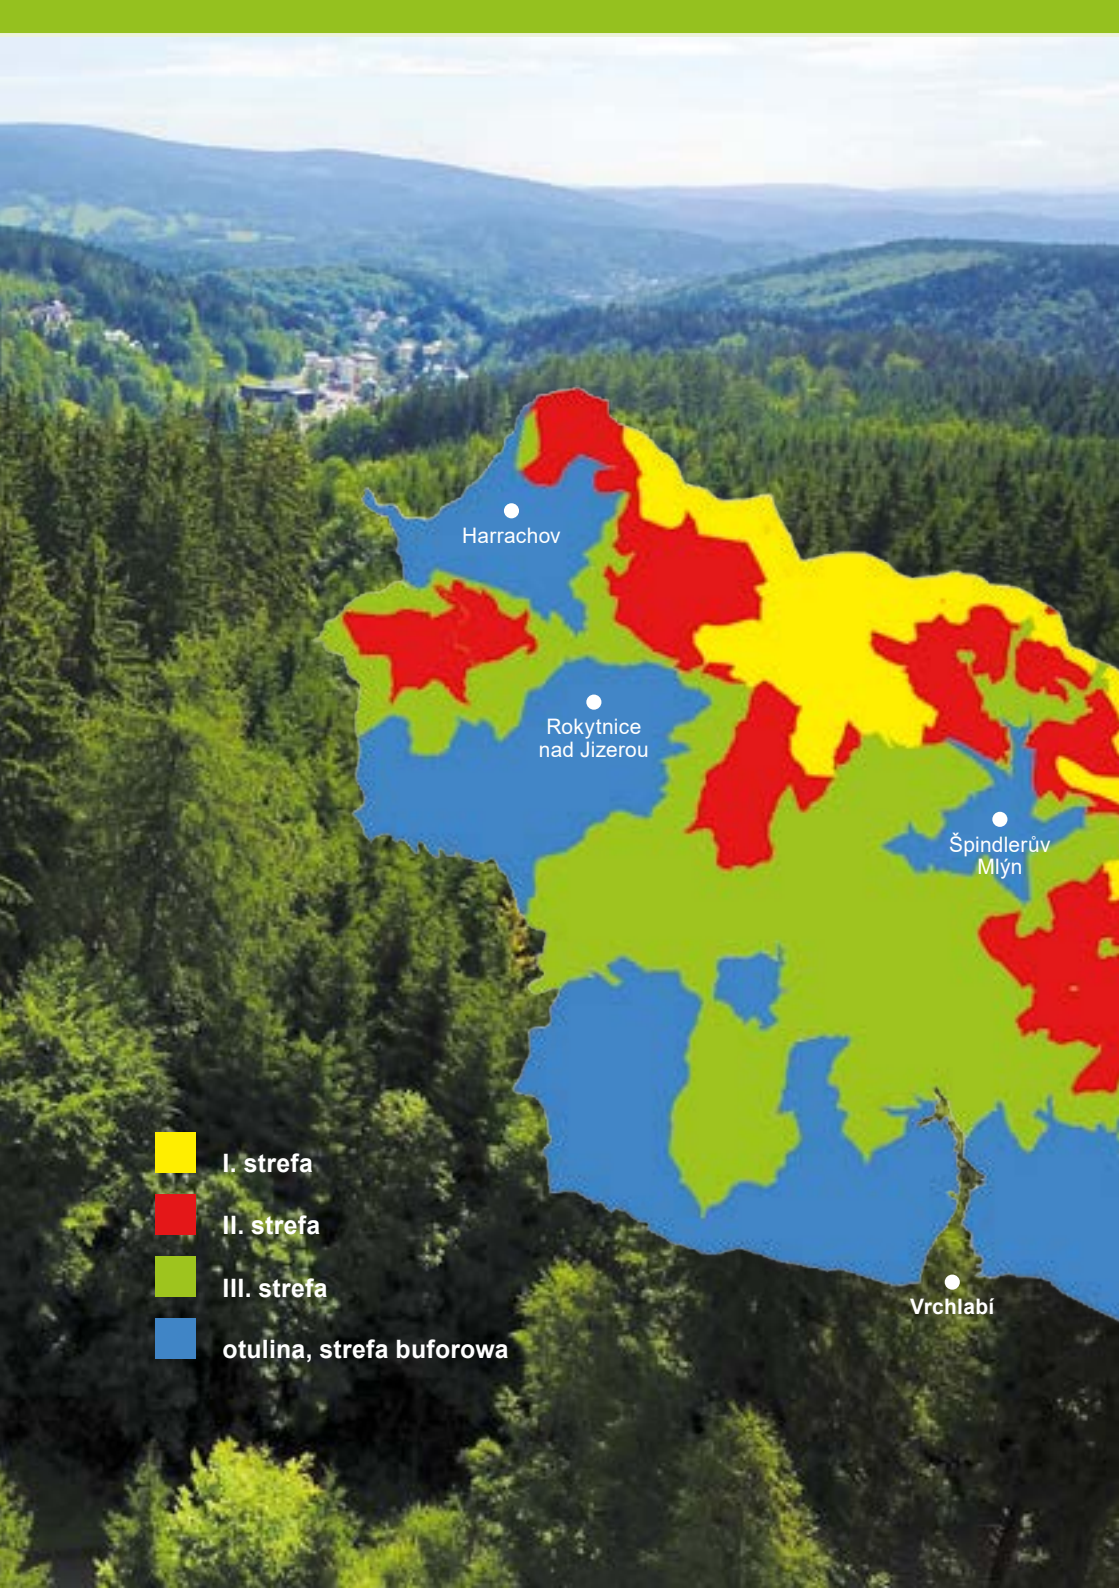 Harrachov
Rokytnice
nad Jizerou
Špindlerův
Mlýn
I. strefa
II. strefa
III. strefa
otulina, strefa buforowa
Vrchlabí